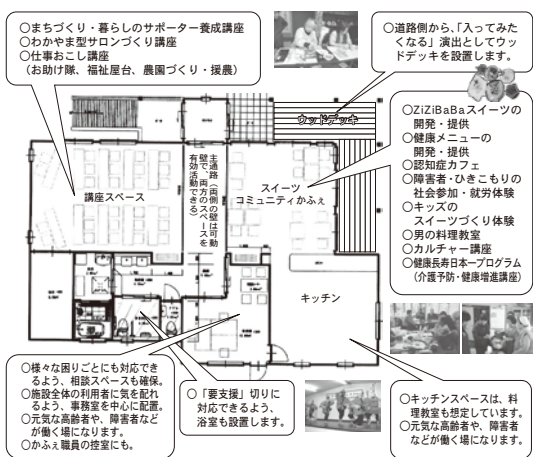 ○まちづくり・暮らしのサポーター養成講座
○わかやま型サロンづくり講座
○仕事おこし講座
（お助け隊、福祉屋台、農園づくり・援農）
○道路側から、「入ってみた
くなる」演出としてウッ
ドデッキを設置します。
ウッドデッキ
○ZiZiBaBaスイーツの
開発・提供
○健康メニューの
開発・提供
○認知症カフェ
○障害者・ひきこもりの
社会参加・就労体験
○キッズの
スイーツづくり体験
○男の料理教室
○カルチャー講座
○健康長寿日本一プログラム
（介護予防・健康増進講座）
講座スペース
主通路（両側の壁は可動
壁で、両方のスペースを
有効活動できる）
スイーツ
コミュニティかふぇ
キッチン
○様々な困りごとにも対応でき
るよう、相談スペースも確保。
○施設全体の利用者に気を配れ
るよう、事務室を中心に配置。
○元気な高齢者や、障害者など
が働く場になります。
○かふぇ職員の控室にも。
○「要支援」切りに
対応できるよう、
浴室も設置します。
○キッチンスペースは、料
理教室も想定しています。
○元気な高齢者や、障害者
などが働く場になります。